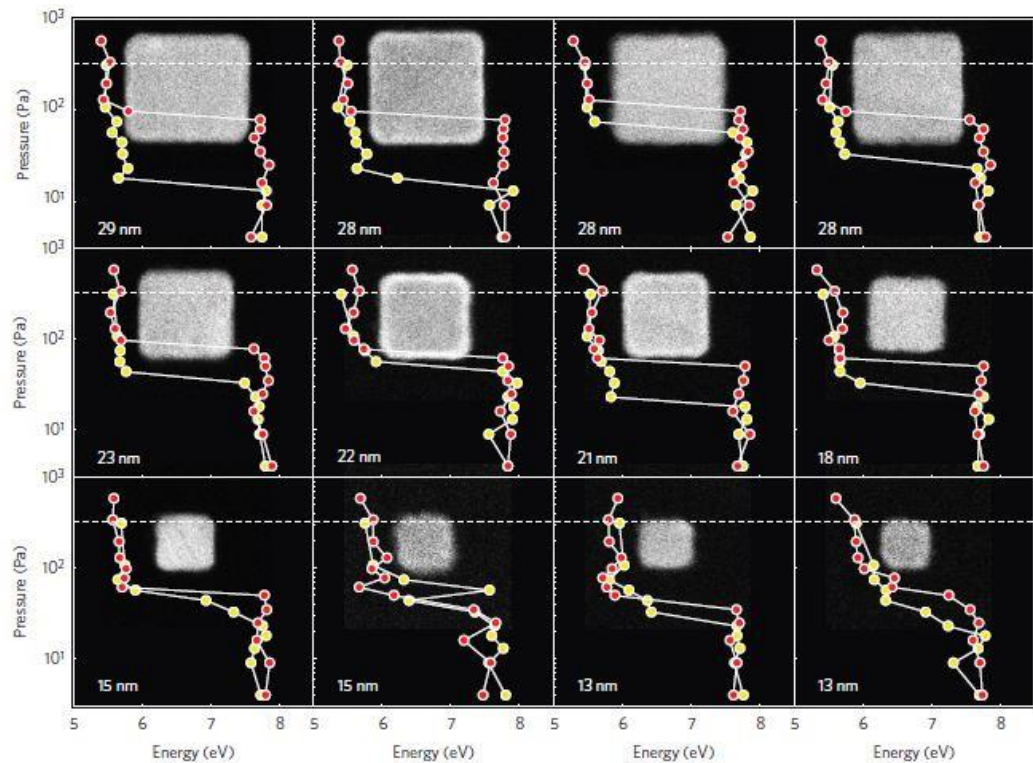 10³
Pressure (Pa)
10²
10¹
29 nm
28 nm
28 nm
28 nm
10³
Pressure (Pa)
10²
10¹
23 nm
22 nm
21 nm
18 nm
10³
Pressure (Pa)
10²
10¹
15 nm
15 nm
13 nm
13 nm
5 6 7 8 5 6 7 8 5 6 7 8 5 6 7 8
Energy (eV) Energy (eV) Energy (eV) Energy (eV)